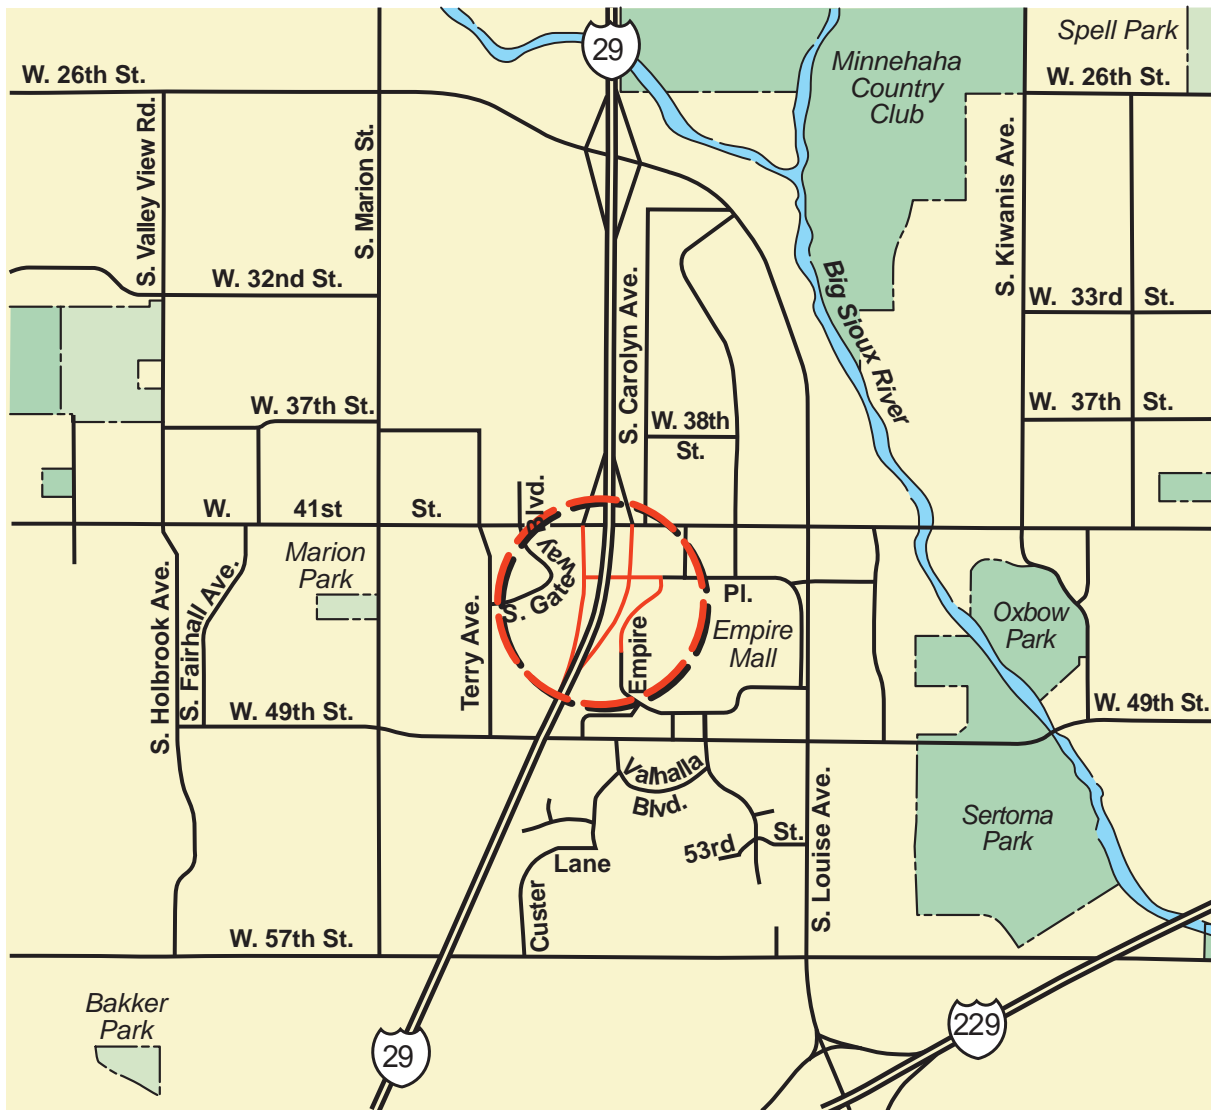 Spell Park
29
W. 26th St.
Minnehaha
Country
Club
W. 26th St.
S. Valley View Rd.
S. Marion St.
S. Kiwanis Ave.
W. 32nd St.
S. Carolyn Ave.
Big Sioux River
W. 33rd St.
W. 37th St.
W. 38th
St.
W. 37th St.
W. 41st St.
S. Gateway Blvd.
Marion
Park
S. Holbrook Ave.
S. Fairhall Ave.
Terry Ave.
Empire
Pl.
Empire
Mall
Oxbow
Park
W. 49th St.
W. 49th St.
Valhalla
Blvd.
53rd St.
Sertoma
Park
Custer
Lane
S. Louise Ave.
W. 57th St.
Bakker
Park
29
229